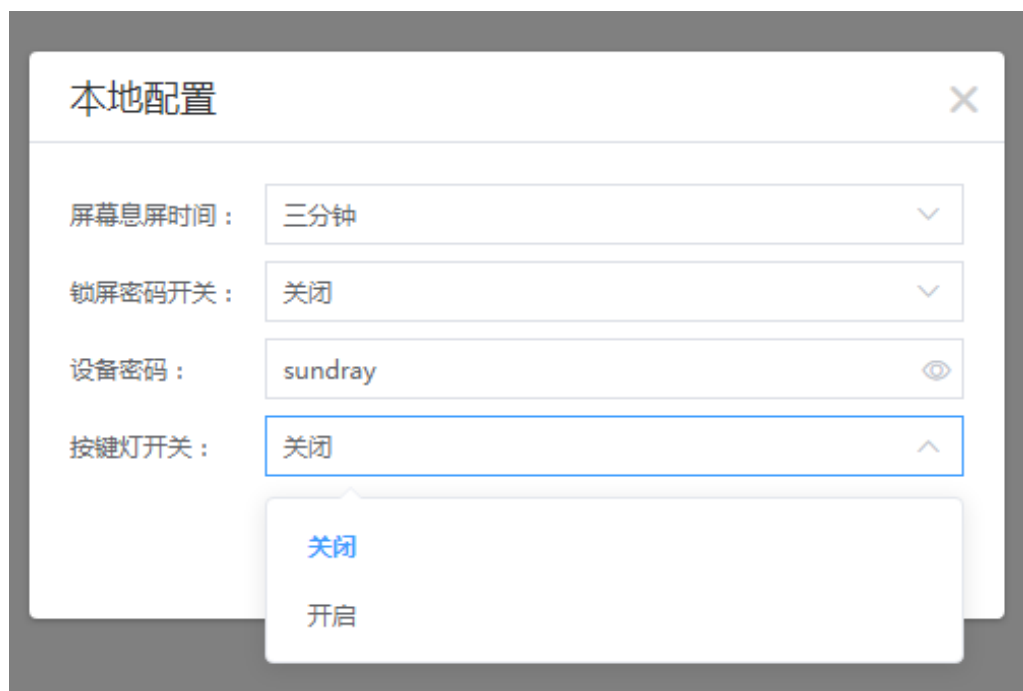 本地配置
屏幕息屏时间： 三分钟
锁屏密码开关： 关闭
设备密码： sundray
按键灯开关： 关闭
关闭
开启